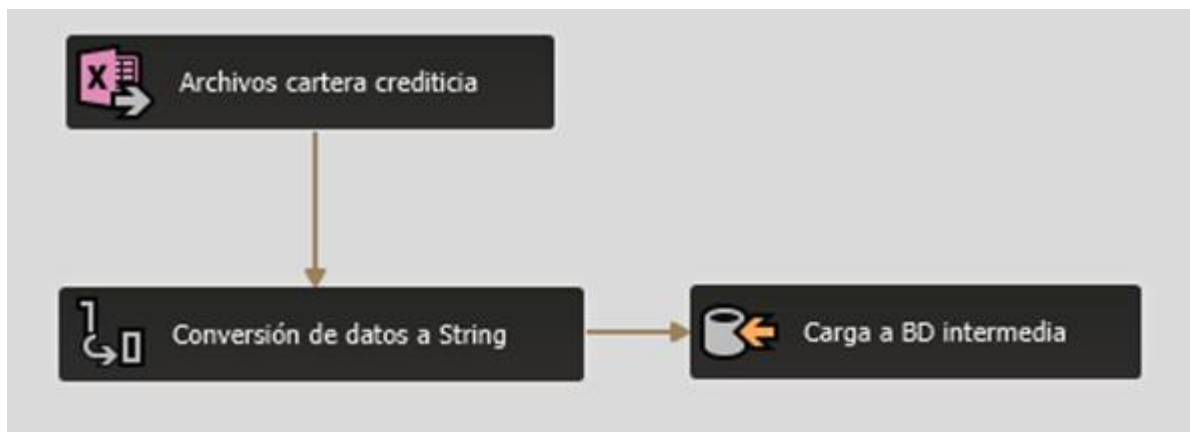 Archivos cartera crediticia
Conversión de datos a String
Carga a BD intermedia